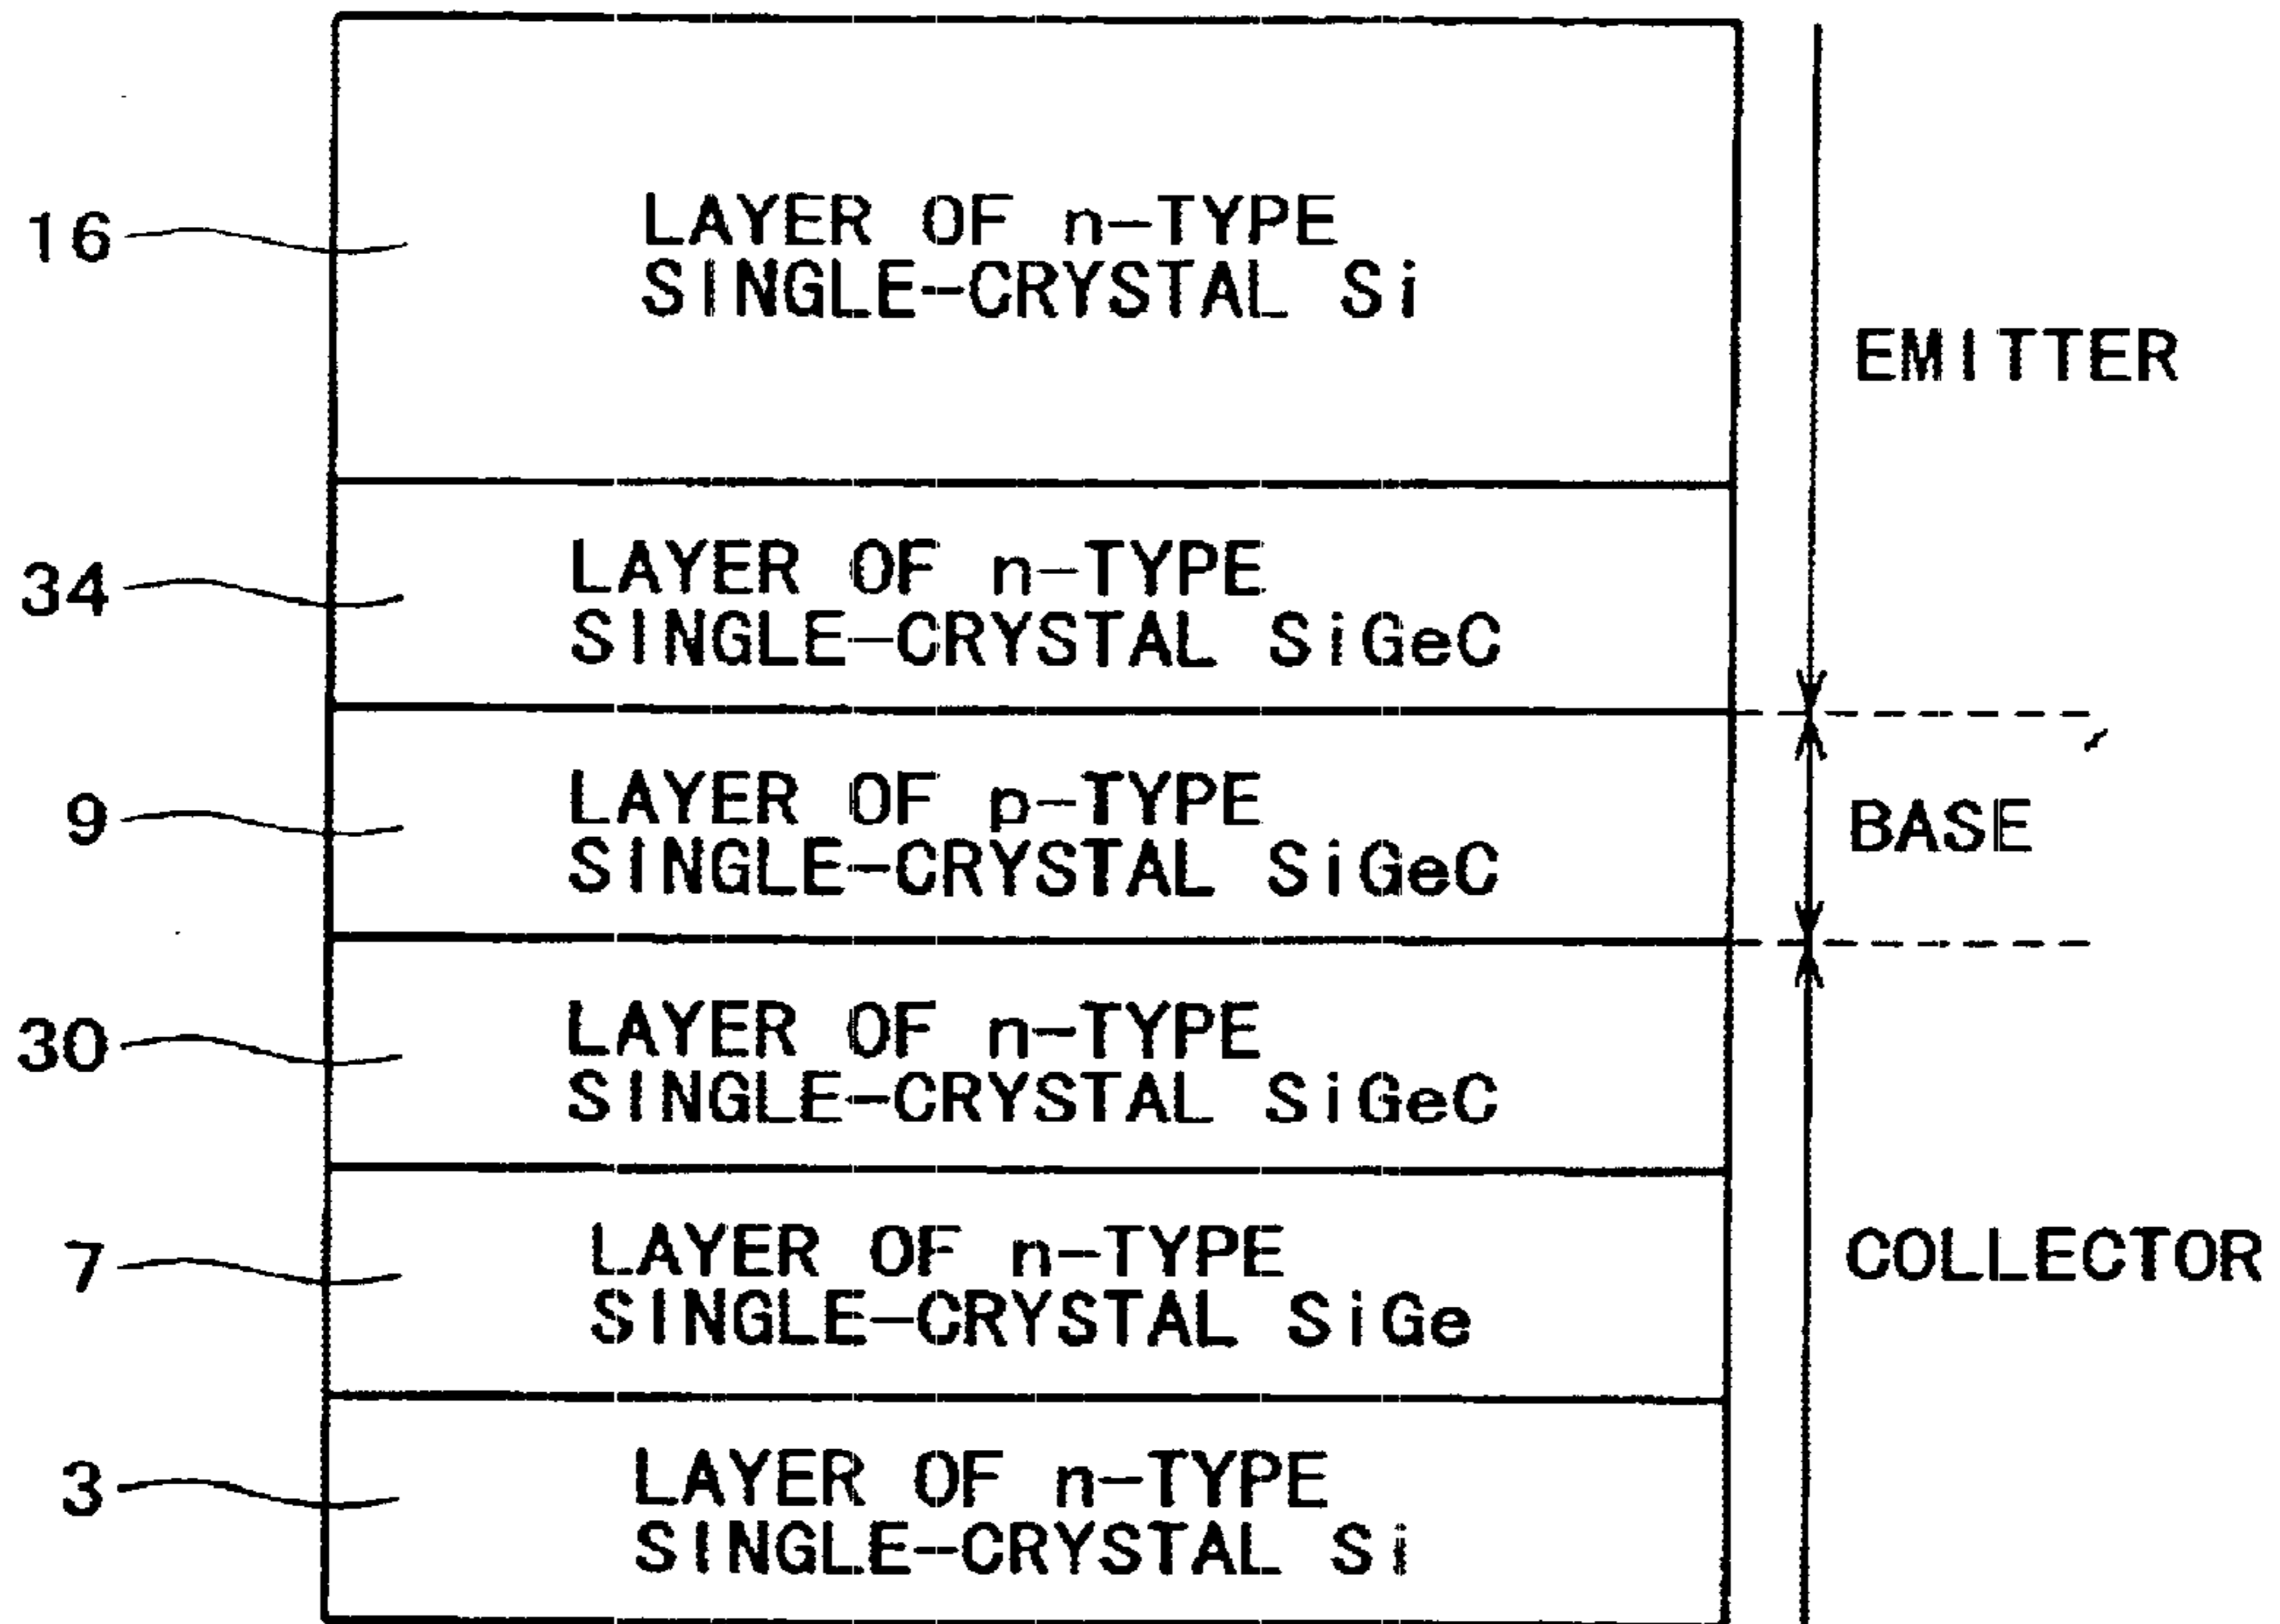 16
LAYER OF n-TYPE
SINGLE-CRYSTAL Si
EMITTER
34
LAYER OF n-TYPE
SINGLE-CRYSTAL SiGeC
9
LAYER OF p-TYPE
SINGLE-CRYSTAL SiGeC
BASE
30
LAYER OF n-TYPE
SINGLE-CRYSTAL SiGeC
7
LAYER OF n-TYPE
SINGLE-CRYSTAL SiGe
COLLECTOR
3
LAYER OF n-TYPE
SINGLE-CRYSTAL Si